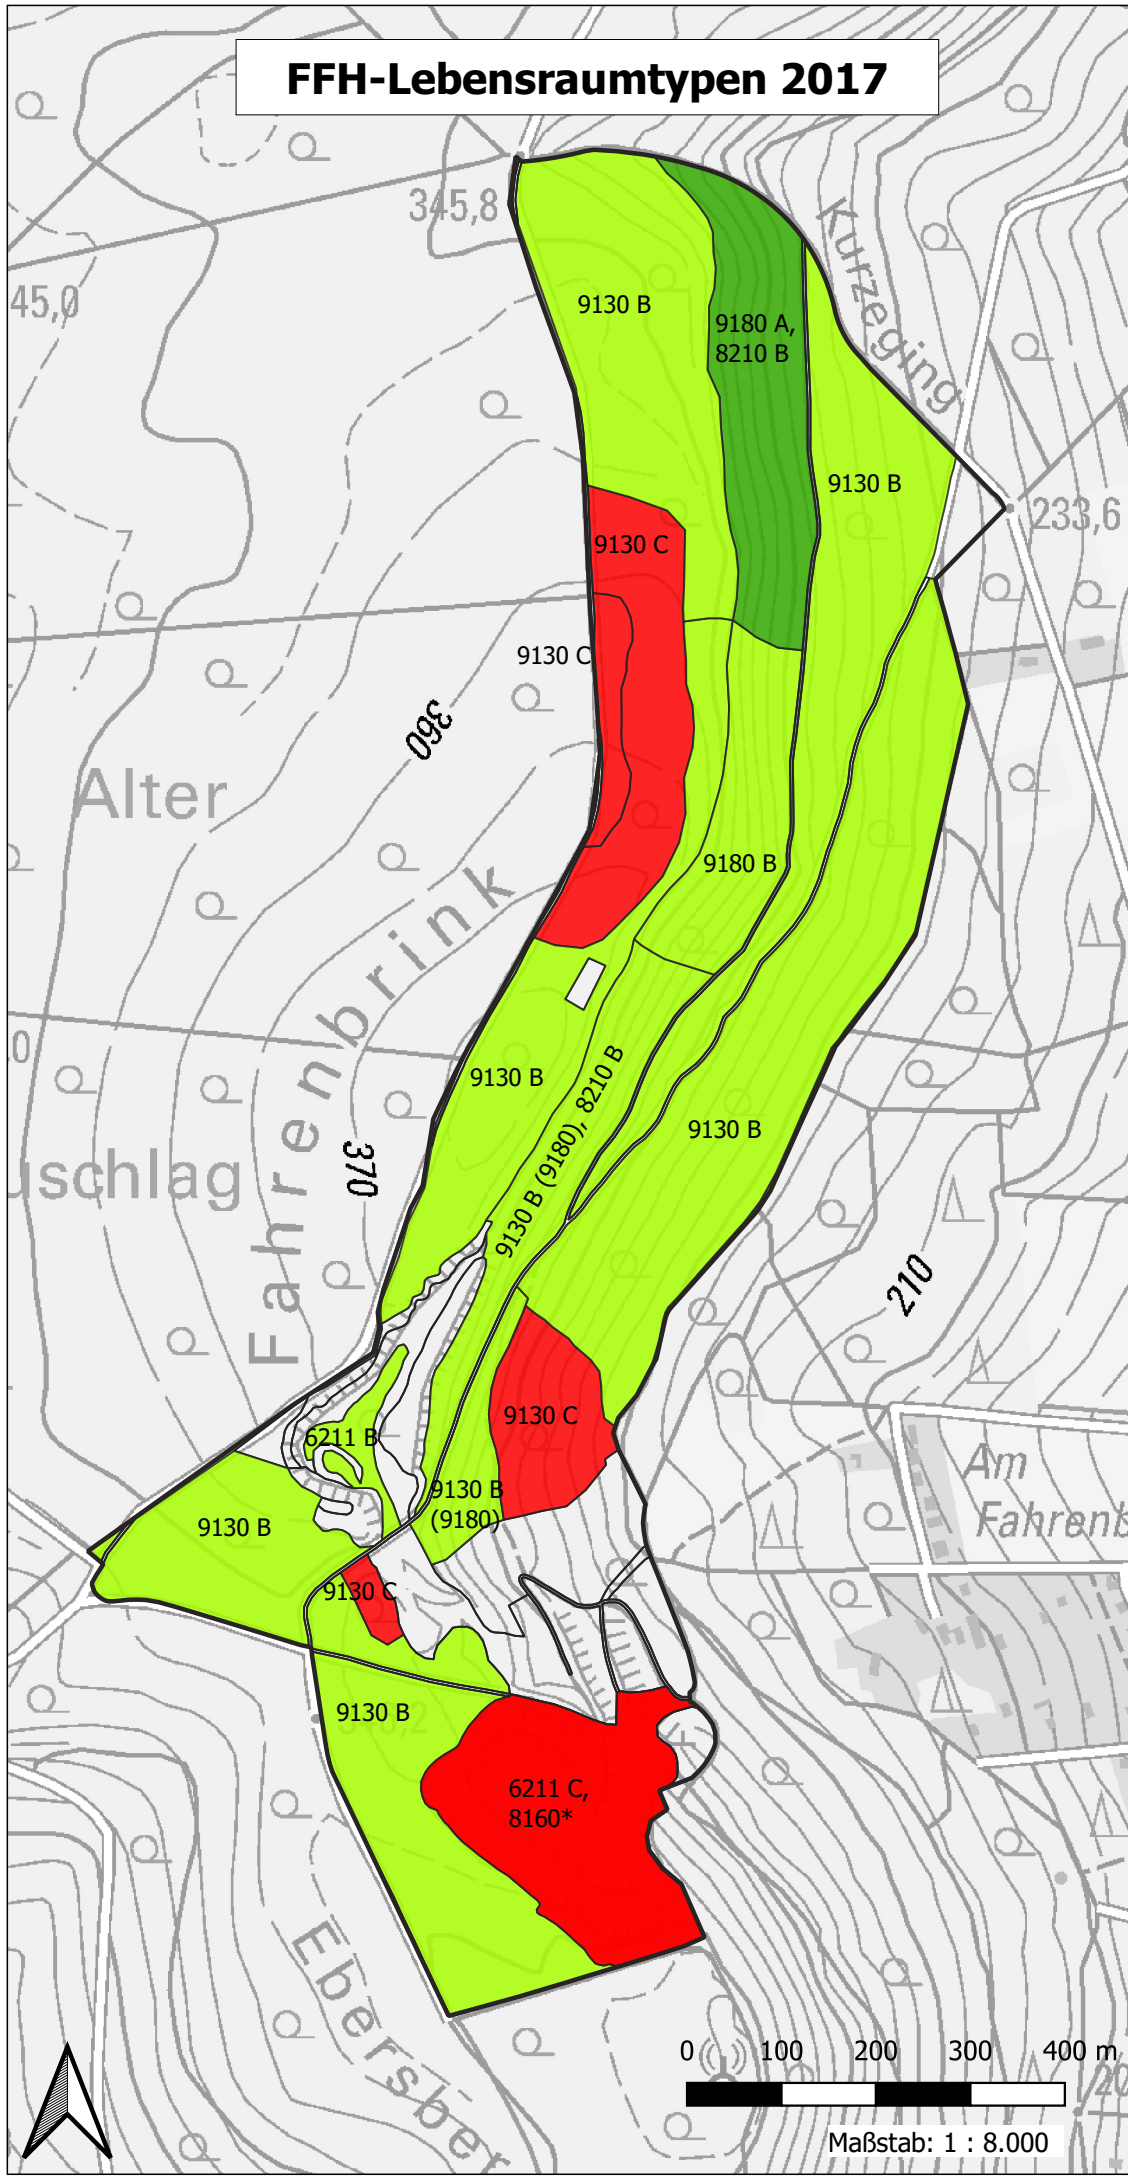 FFH-Lebensraumtypen 2017
345,8
Kurzeging
45,0
9130 B
9180 A,
8210 B
9130 B
233,6
9130 C
9130 C
360
Alter
9180 B
Fahrenbrink
.0
9130 B
9130 B (9180), 8210 B
9130 B
370
uschlag
210
9130 C
6211 B
9130 B
(9180)
Am
Fahrenb
9130 B
9130 C
9130 B
6211 C,
8160*
Ebersber
0 100 200 300 400 m
20
Maßstab: 1 : 8.000